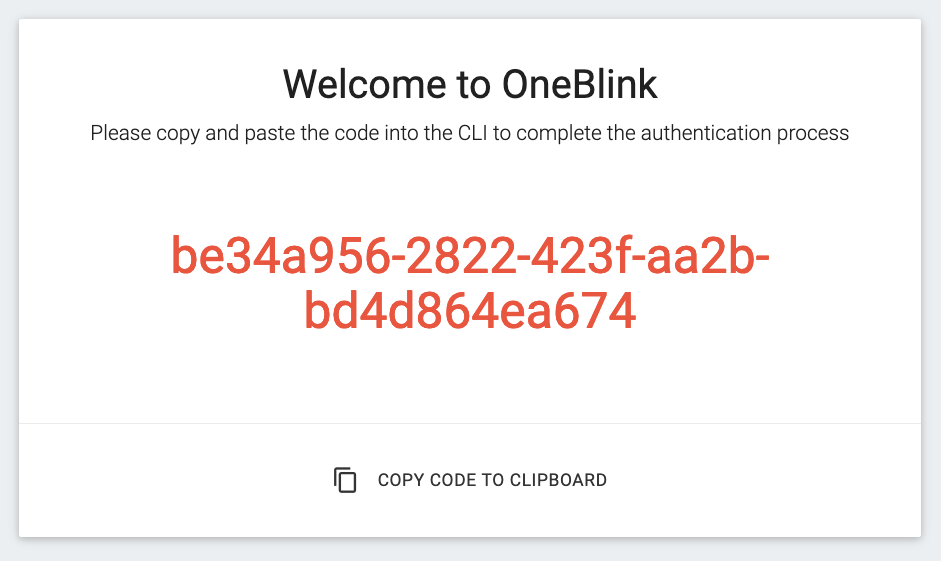 Welcome to OneBlink
Please copy and paste the code into the CLI to complete the authentication process
be34a956-2822-423f-aa2b-
bd4d864ea674
COPY CODE TO CLIPBOARD